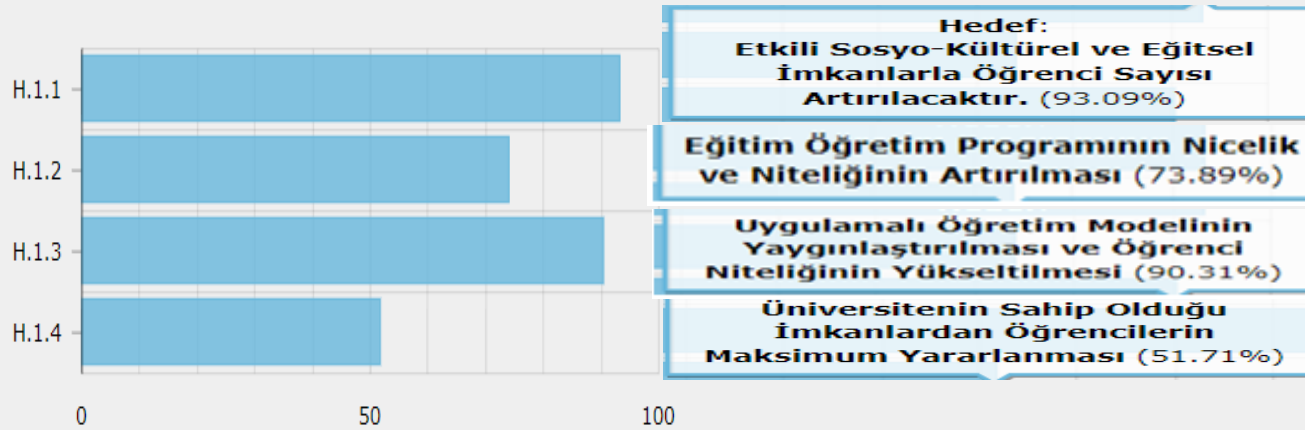 Hedef:
Etkili Sosyo-Kültürel ve Eğitsel
İmkanlarla Öğrenci Sayısı
Artırılacaktır. (93.09%)
H.1.1
Eğitim Öğretim Programının Nicelik
ve Niteliğinin Artırılması (73.89%)
H.1.2
Uygulamalı Öğretim Modelinin
Yaygınlaştırılması ve Öğrenci
Niteliğinin Yükseltilmesi (90.31%)
H.1.3
Üniversitenin Sahip Olduğu
İmkanlardan Öğrencilerin
Maksimum Yararlanması (51.71%)
H.1.4
0 50 100